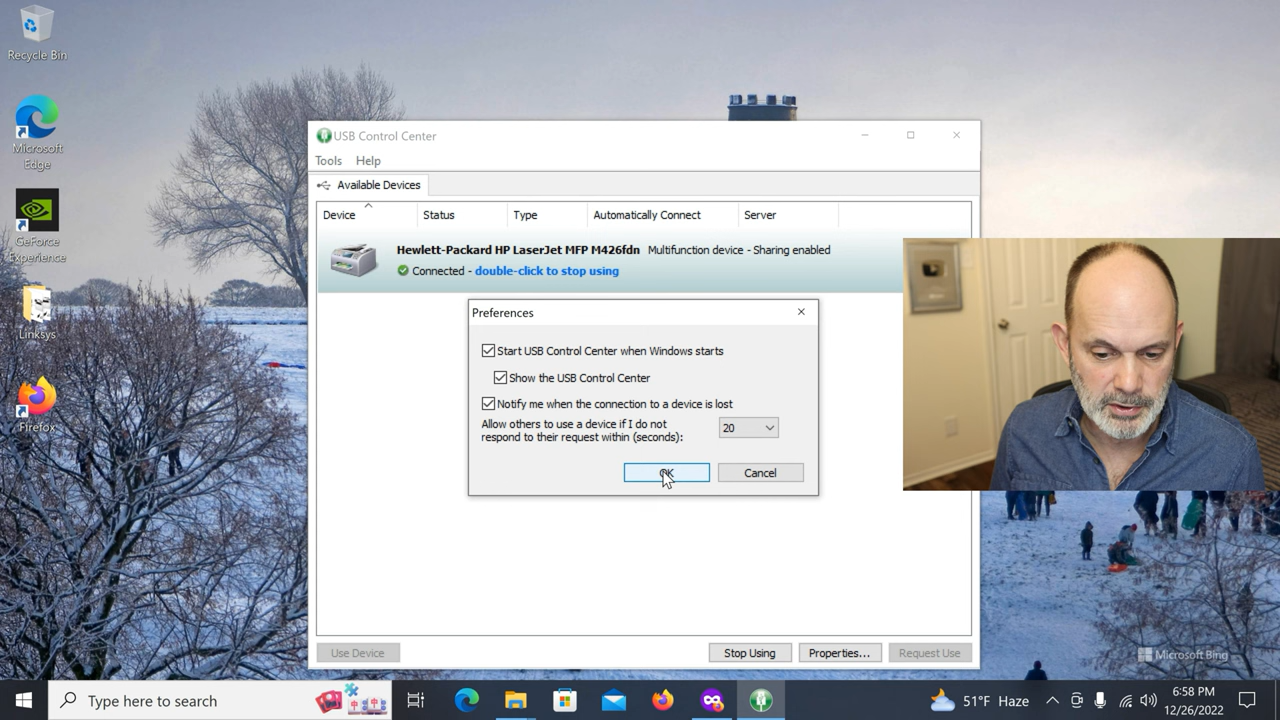 Recycle Bin
Microsoft
Edge
GeForce
Experience
Linksys
Firefox
USB Control Center
Tools Help
Available Devices
Device Status Type Automatically Connect Server
Hewlett-Packard HP LaserJet MFP M426fdn Multifunction device - Sharing enabled
Connected - double-click to stop using
Preferences
Start USB Control Center when Windows starts
Show the USB Control Center
Notify me when the connection to a device is lost
Allow others to use a device if I do not
respond to their request within (seconds):
20
OK Cancel
Use Device Stop Using Properties... Request Use
Microsoft Bing
Type here to search
51°F Haze
6:58 PM
12/26/2022